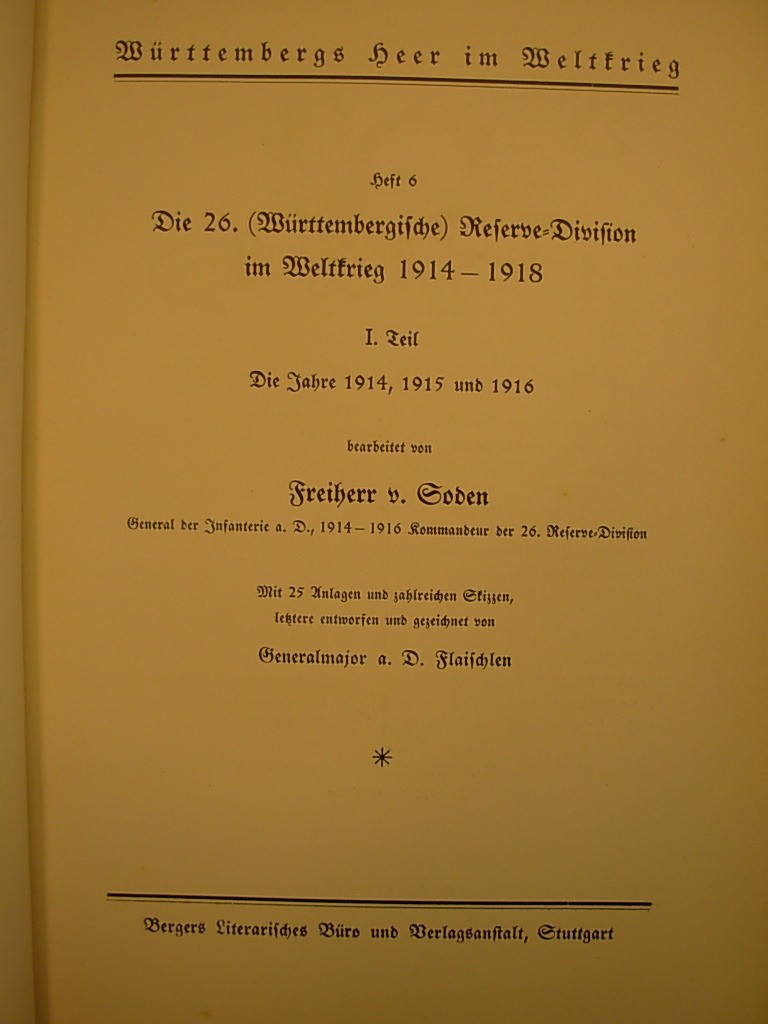 Württembergs Heer im Weltkrieg
Heft 6
Die 26. (Württembergische) Reserve-Division
im Weltkrieg 1914 – 1918
I. Teil
Die Jahre 1914, 1915 und 1916
bearbeitet von
Freiherr v. Soden
General der Infanterie a. D., 1914 – 1916 Kommandeur der 26. Reserve-Division
Mit 25 Anlagen und zahlreichen Skizzen,
letztere entworfen und gezeichnet von
Generalmajor a. D. Flaischlen
*
Bergers Literarisches Büro und Verlagsanstalt, Stuttgart